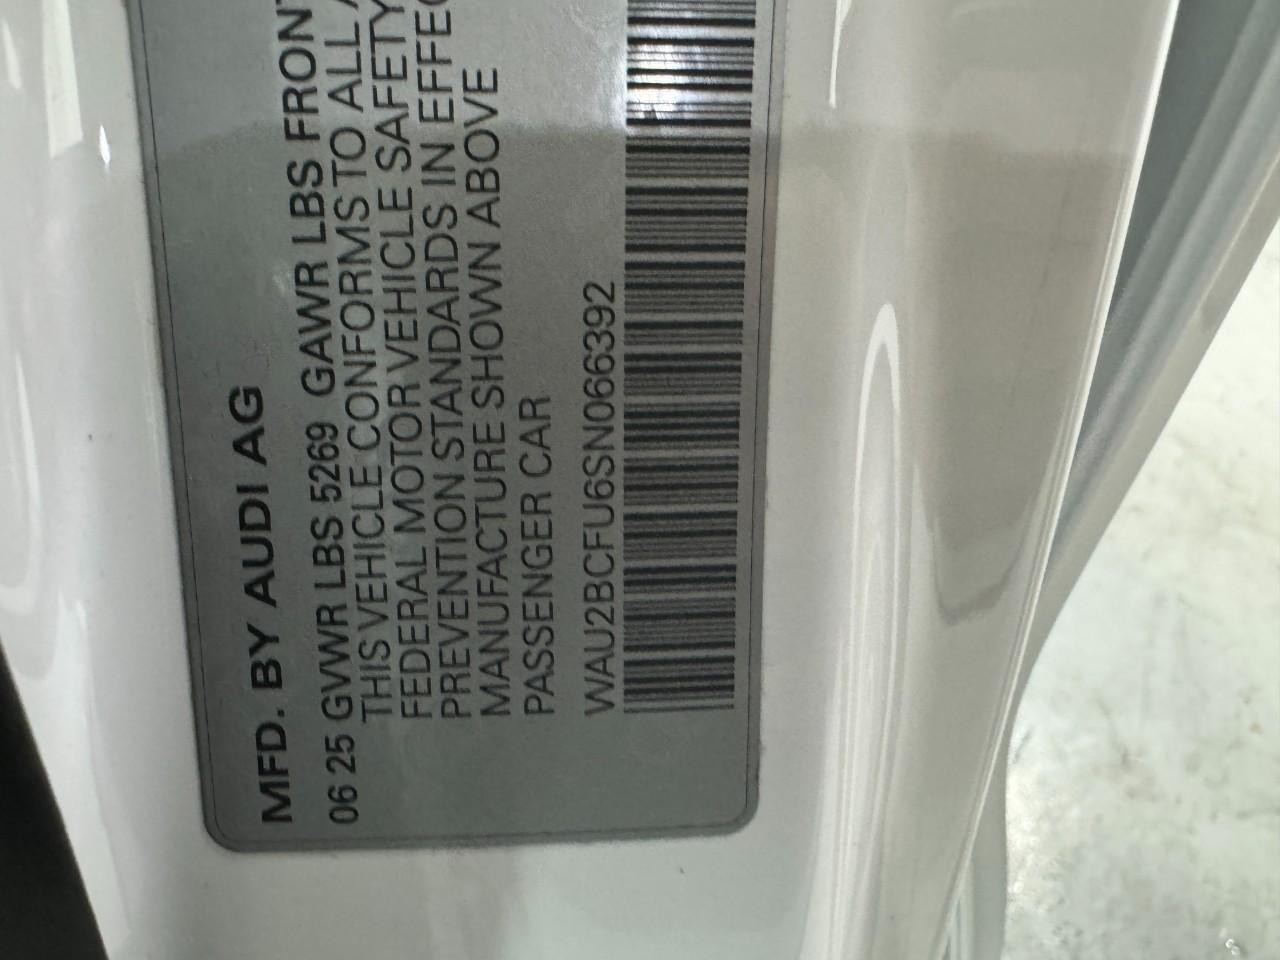 MFD. BY AUDI AG
06 25 GVWR LBS 5269 GAWR LBS FRONT
THIS VEHICLE CONFORMS TO ALL
FEDERAL MOTOR VEHICLE SAFETY
PREVENTION STANDARDS IN EFFEC
MANUFACTURE SHOWN ABOVE
PASSENGER CAR
WAU2BCFU6SN066392